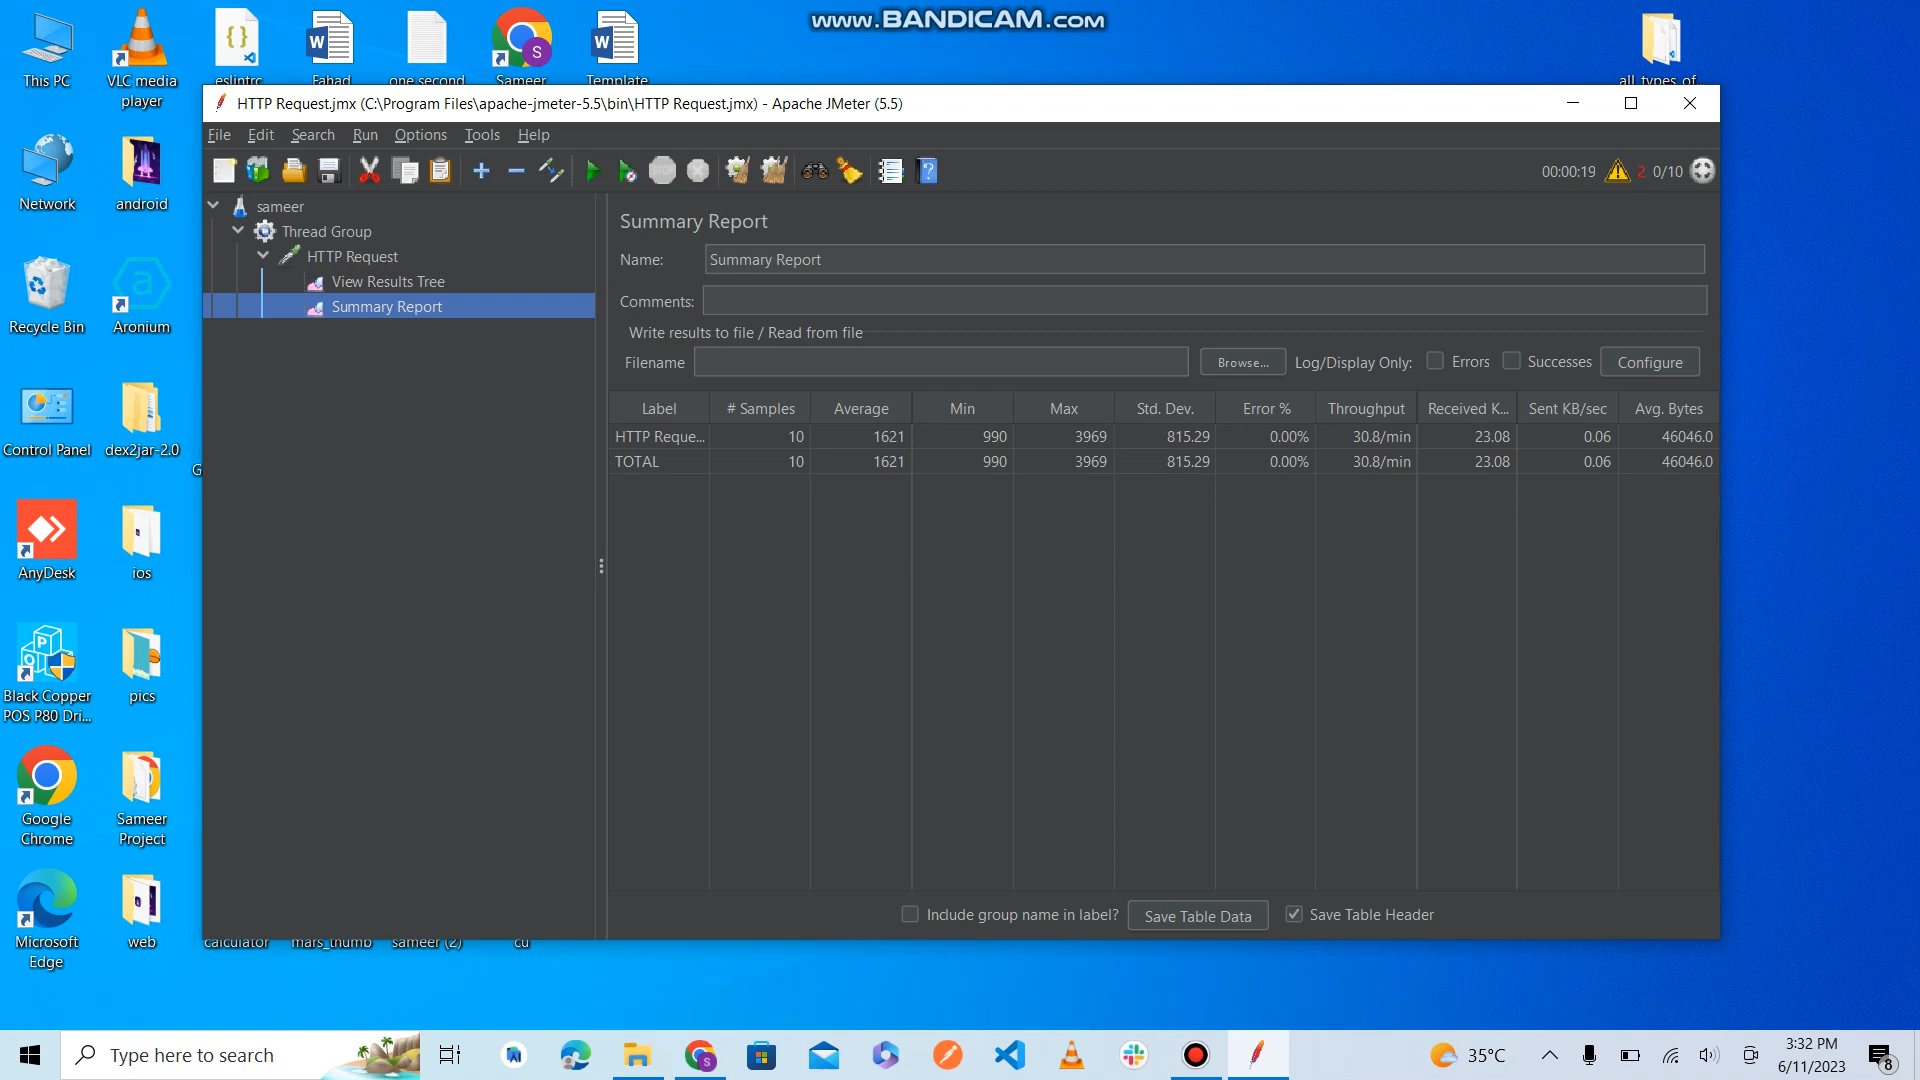 www.BANDICAM.com
This PC
VLC media
player
eslintrc
Fahad
one second
Sameer
Template
all types of
HTTP Request.jmx (C:\Program Files\apache-jmeter-5.5\bin\HTTP Request.jmx) - Apache JMeter (5.5)
File Edit Search Run Options Tools Help
STOP
00:00:19 2 0/10
Network
android
Recycle Bin
Aronium
Control Panel
dex2jar-2.0
G
AnyDesk
ios
Black Copper
POS P80 Dri...
pics
Google
Chrome
Sameer
Project
Microsoft
Edge
web
sameer
Thread Group
HTTP Request
View Results Tree
Summary Report
Summary Report
Name: Summary Report
Comments:
Write results to file / Read from file
Filename Browse... Log/Display Only: Errors Successes Configure
Label # Samples Average Min Max Std. Dev. Error % Throughput Received K... Sent KB/sec Avg. Bytes
HTTP Reque... 10 1621 990 3969 815.29 0.00% 30.8/min 23.08 0.06 46046.0
TOTAL 10 1621 990 3969 815.29 0.00% 30.8/min 23.08 0.06 46046.0
Include group name in label? Save Table Data Save Table Header
calculator
mars_thumb
sameer (2)
cu
Type here to search
35°C
3:32 PM
6/11/2023
8